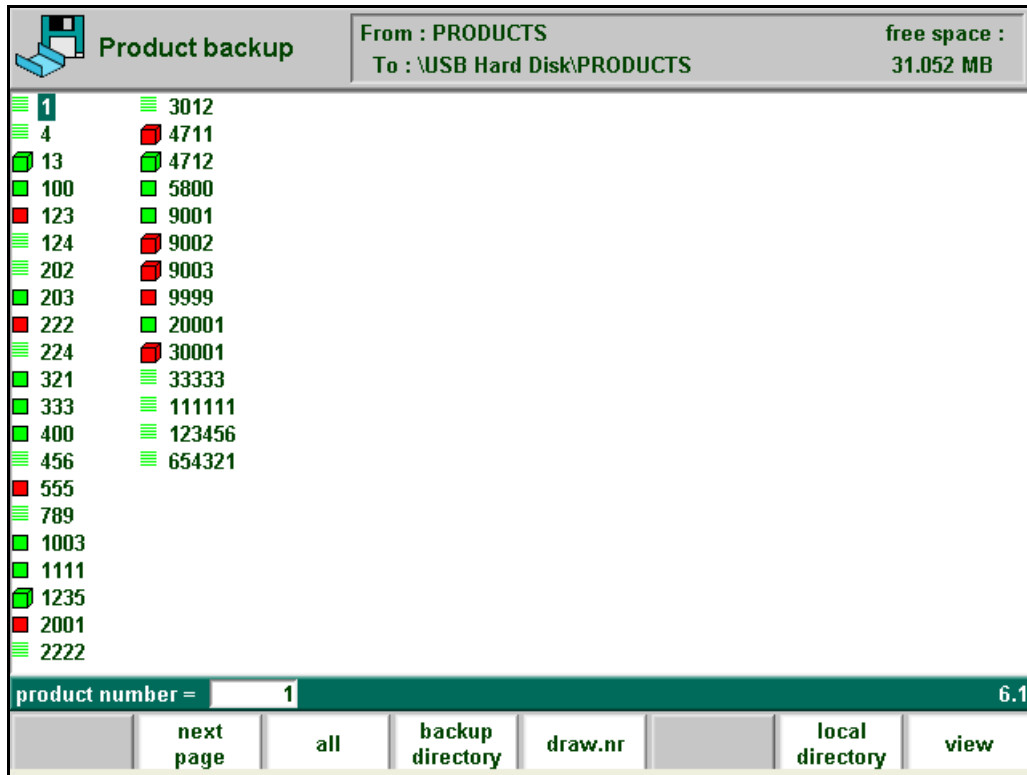 Product backup
From : PRODUCTS
To : \USB Hard Disk\PRODUCTS
free space :
31.052 MB
1
4
13
100
123
124
202
203
222
224
321
333
400
456
555
789
1003
1111
1235
2001
2222
3012
4711
4712
5800
9001
9002
9003
9999
20001
30001
33333
111111
123456
654321
product number = 1
6.1
next
page
all
backup
directory
draw.nr
local
directory
view